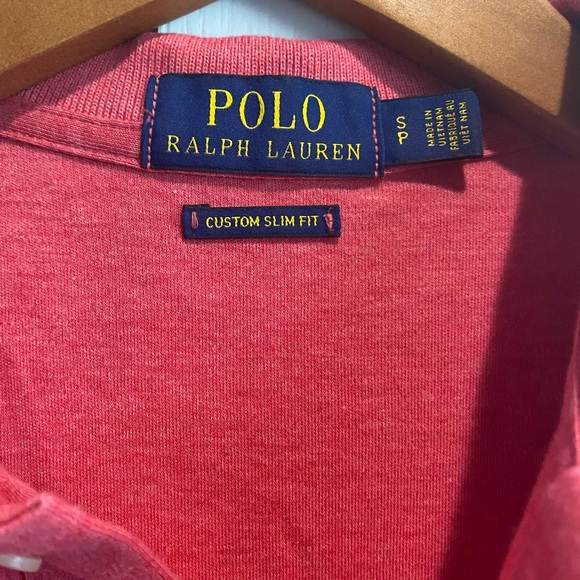 POLO
RALPH LAUREN
S
P
MADE IN
VIETNAM
FABRIQUÉ AU
VIET NAM
CUSTOM SLIM FIT